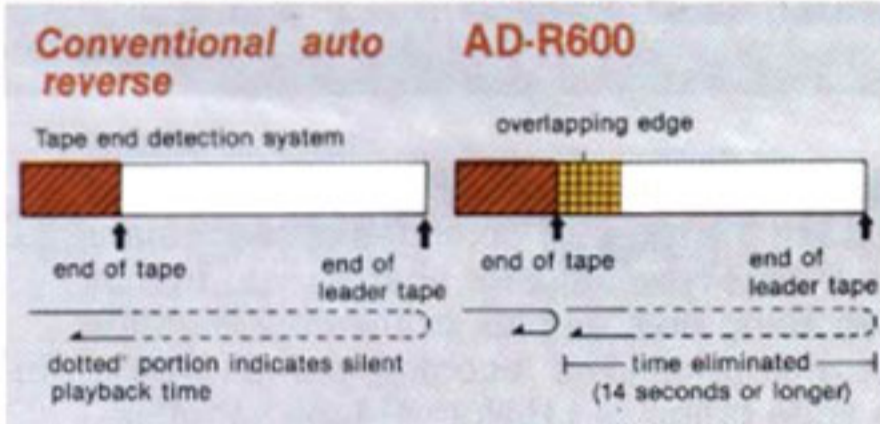 Conventional auto
reverse
Tape end detection system
end of tape
end of
leader tape
dotted" portion indicates silent
playback time
AD-R600
overlapping edge
end of tape
end of
leader tape
time eliminated
(14 seconds or longer)